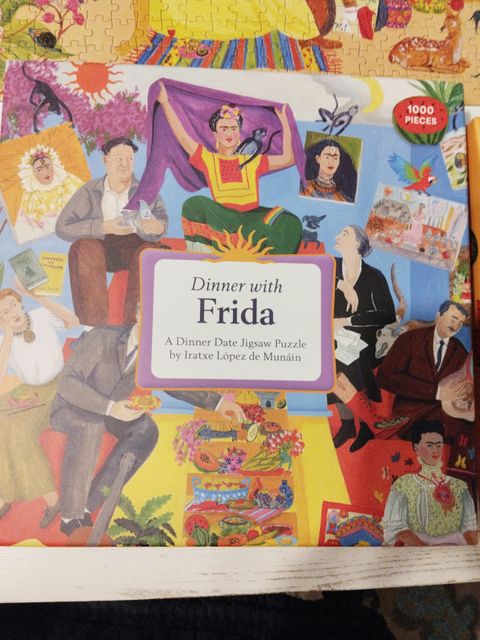 1000
PIECES
Dinner with
Frida
A Dinner Date Jigsaw Puzzle
by Iratxe López de Munáin